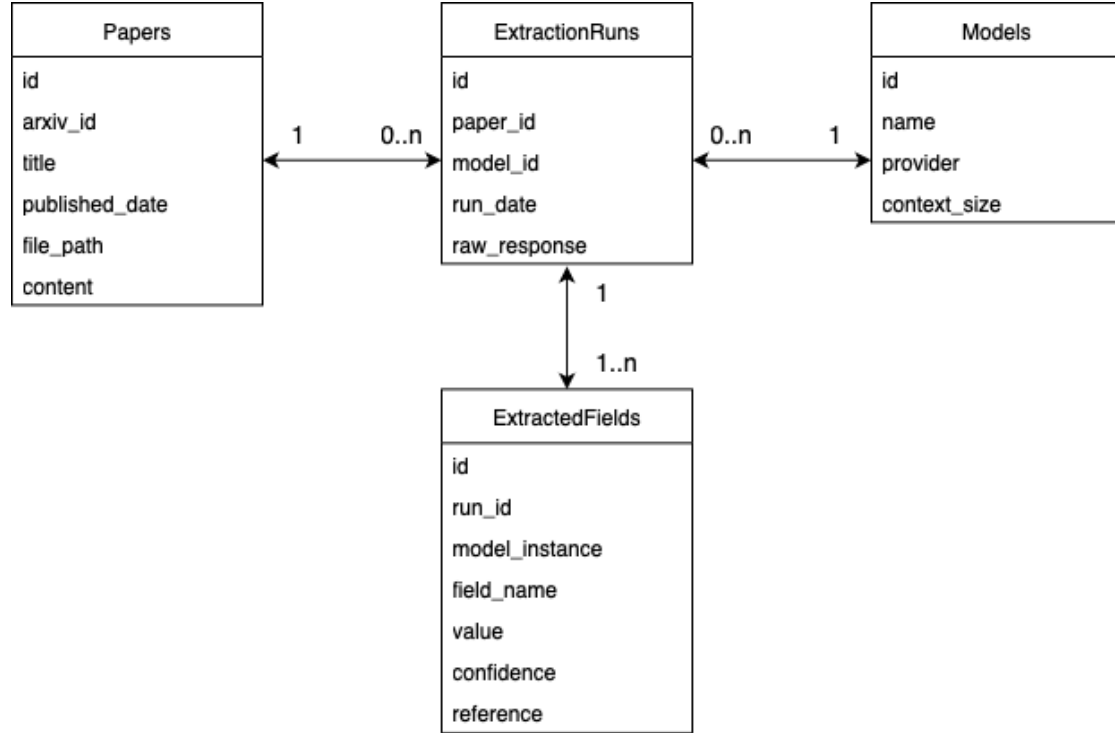 Papers
id
arxiv_id
title
published_date
file_path
content
1
0..n
ExtractionRuns
id
paper_id
model_id
run_date
raw_response
0..n
1
Models
id
name
provider
context_size
1
1..n
ExtractedFields
id
run_id
model_instance
field_name
value
confidence
reference